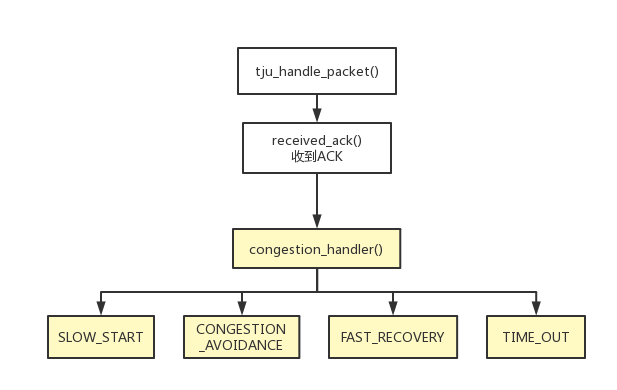 tju_handle_packet()
received_ack()
收到ACK
congestion_handler()
SLOW_START
CONGESTION
_AVOIDANCE
FAST_RECOVERY
TIME_OUT